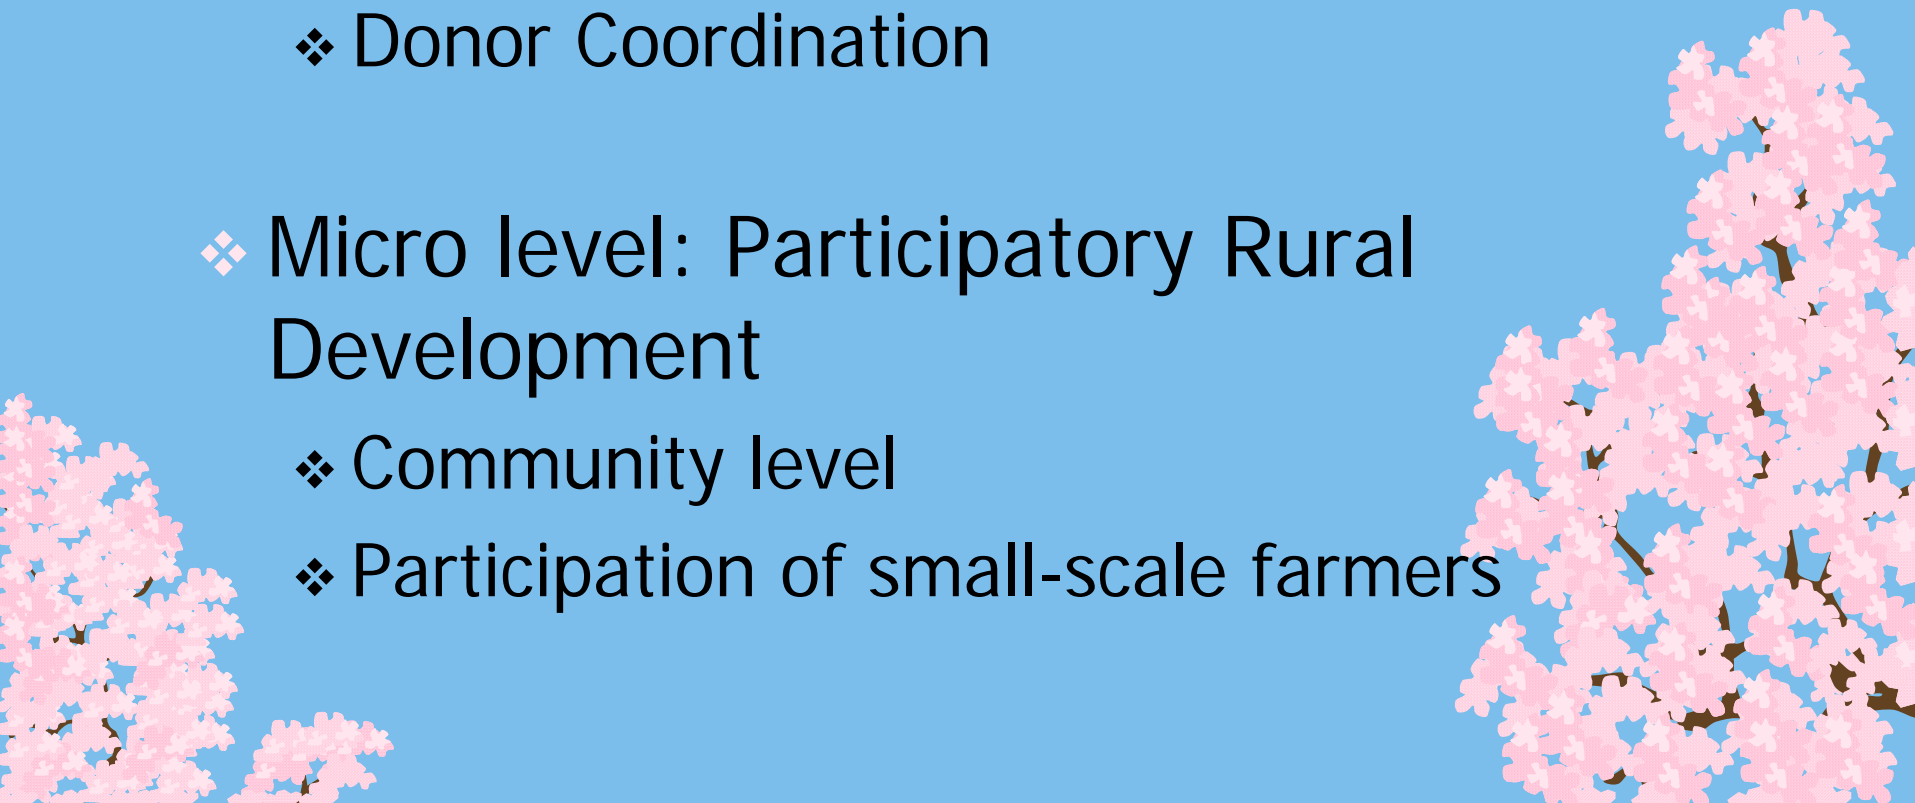 ❖ Donor Coordination
❖ Micro level: Participatory Rural
Development
❖ Community level
❖ Participation of small-scale farmers